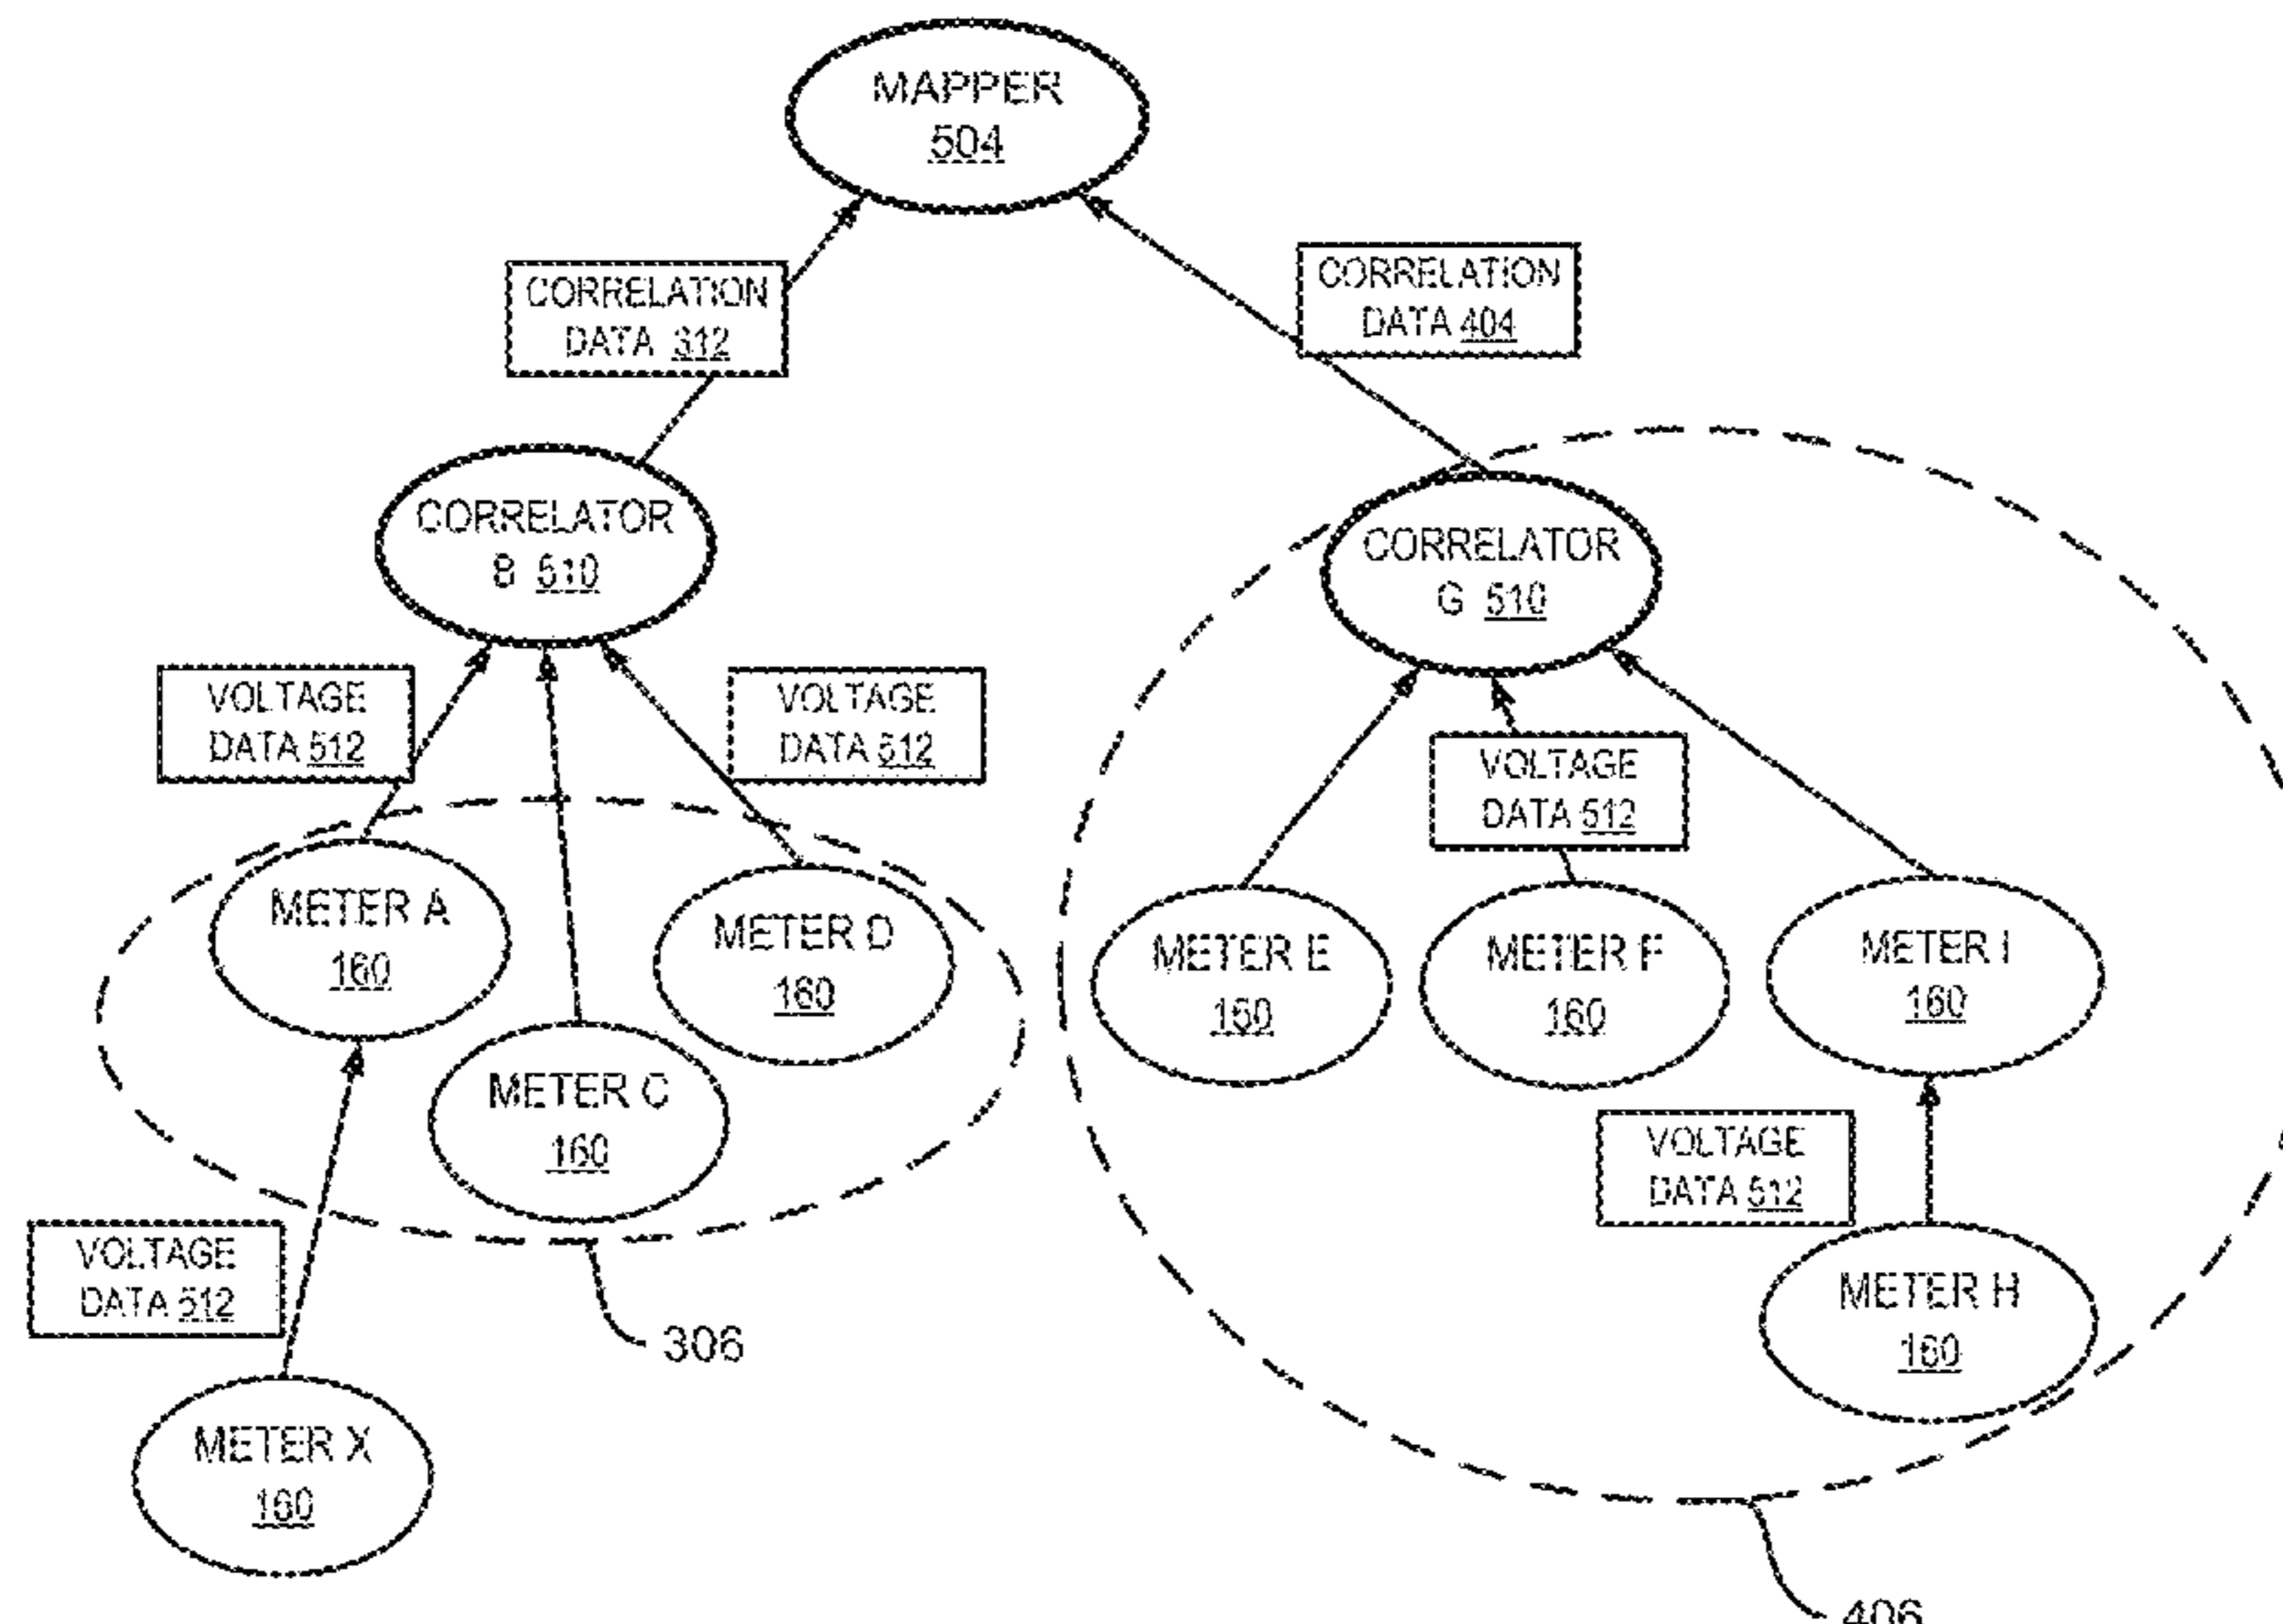 MAPPER
504
CORRELATION
DATA 312
CORRELATION
DATA 404
CORRELATOR
B 510
CORRELATOR
G 510
VOLTAGE
DATA 512
VOLTAGE
DATA 512
VOLTAGE
DATA 512
METER A
160
METER D
160
METER E
160
METER F
160
METER I
160
METER C
160
VOLTAGE
DATA 512
VOLTAGE
DATA 512
METER H
160
306
METER X
160
406